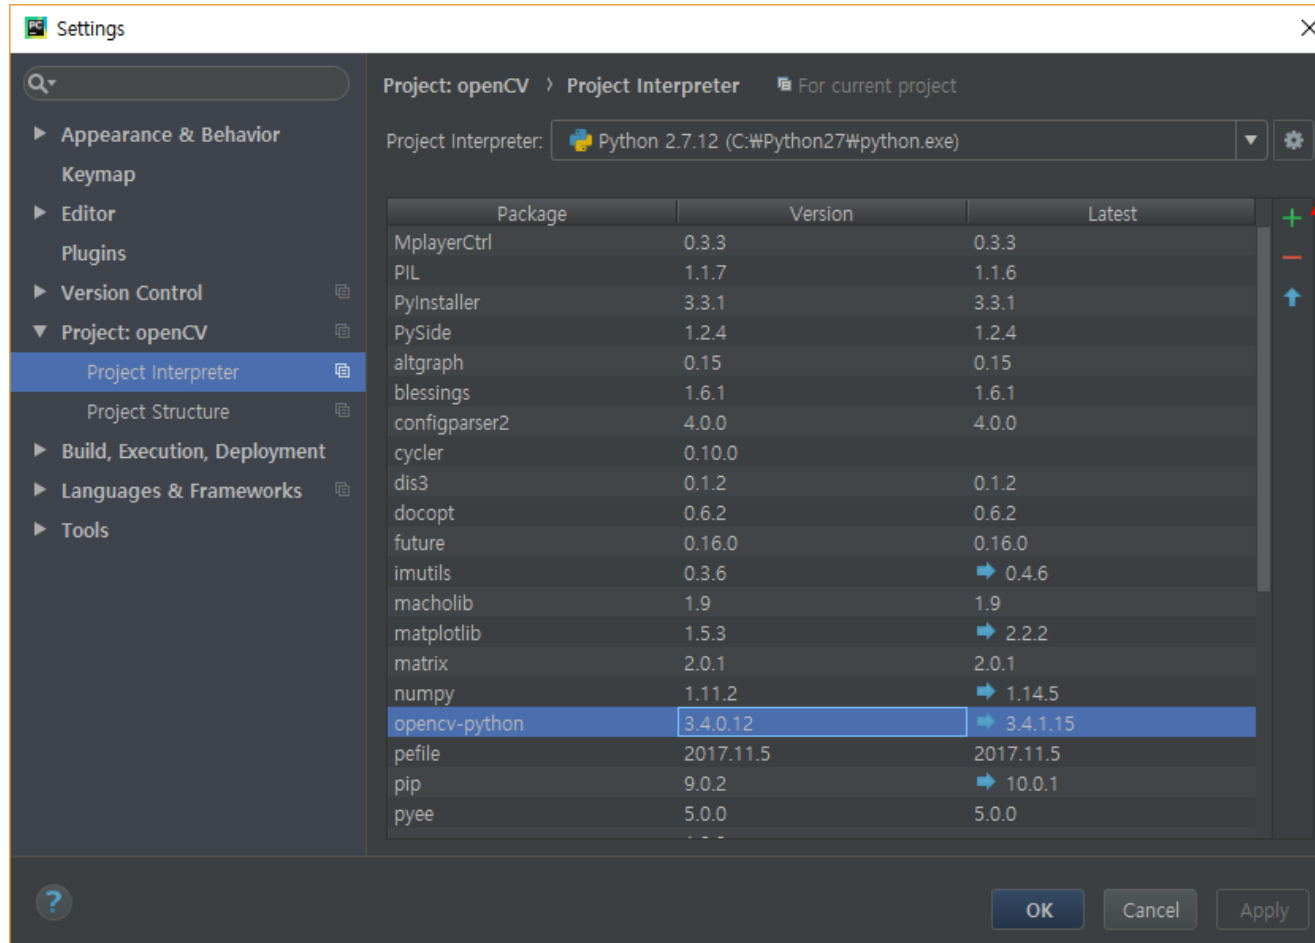 PC Settings
Project: openCV › Project Interpreter For current project
Appearance & Behavior
Keymap
Editor
Plugins
Version Control
Project: openCV
Project Interpreter
Project Structure
Build, Execution, Deployment
Languages & Frameworks
Tools
Project Interpreter: Python 2.7.12 (C:₩Python27₩python.exe)
Package Version Latest
MplayerCtrl 0.3.3 0.3.3
PIL 1.1.7 1.1.6
PyInstaller 3.3.1 3.3.1
PySide 1.2.4 1.2.4
altgraph 0.15 0.15
blessings 1.6.1 1.6.1
configparser2 4.0.0 4.0.0
cycler 0.10.0
dis3 0.1.2 0.1.2
docopt 0.6.2 0.6.2
future 0.16.0 0.16.0
imutils 0.3.6 0.4.6
macholib 1.9 1.9
matplotlib 1.5.3 2.2.2
matrix 2.0.1 2.0.1
numpy 1.11.2 1.14.5
opencv-python 3.4.0.12 3.4.1.15
pefile 2017.11.5 2017.11.5
pip 9.0.2 10.0.1
pyee 5.0.0 5.0.0
? OK Cancel Apply